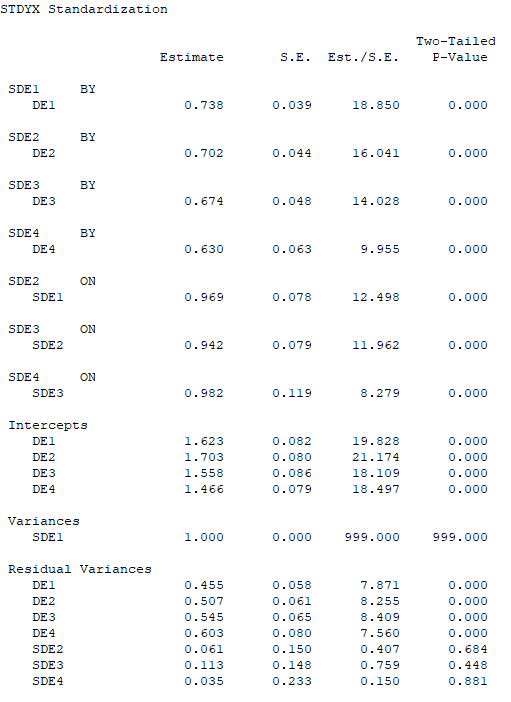 STDYX Standardization
Two-Tailed
Estimate S.E. Est./S.E. P-Value
SDE1 BY
DE1 0.738 0.039 18.850 0.000
SDE2 BY
DE2 0.702 0.044 16.041 0.000
SDE3 BY
DE3 0.674 0.048 14.028 0.000
SDE4 BY
DE4 0.630 0.063 9.955 0.000
SDE2 ON
SDE1 0.969 0.078 12.498 0.000
SDE3 ON
SDE2 0.942 0.079 11.962 0.000
SDE4 ON
SDE3 0.982 0.119 8.279 0.000
Intercepts
DE1 1.623 0.082 19.828 0.000
DE2 1.703 0.080 21.174 0.000
DE3 1.558 0.086 18.109 0.000
DE4 1.466 0.079 18.497 0.000
Variances
SDE1 1.000 0.000 999.000 999.000
Residual Variances
DE1 0.455 0.058 7.871 0.000
DE2 0.507 0.061 8.255 0.000
DE3 0.545 0.065 8.409 0.000
DE4 0.603 0.080 7.560 0.000
SDE2 0.061 0.150 0.407 0.684
SDE3 0.113 0.148 0.759 0.448
SDE4 0.035 0.233 0.150 0.881